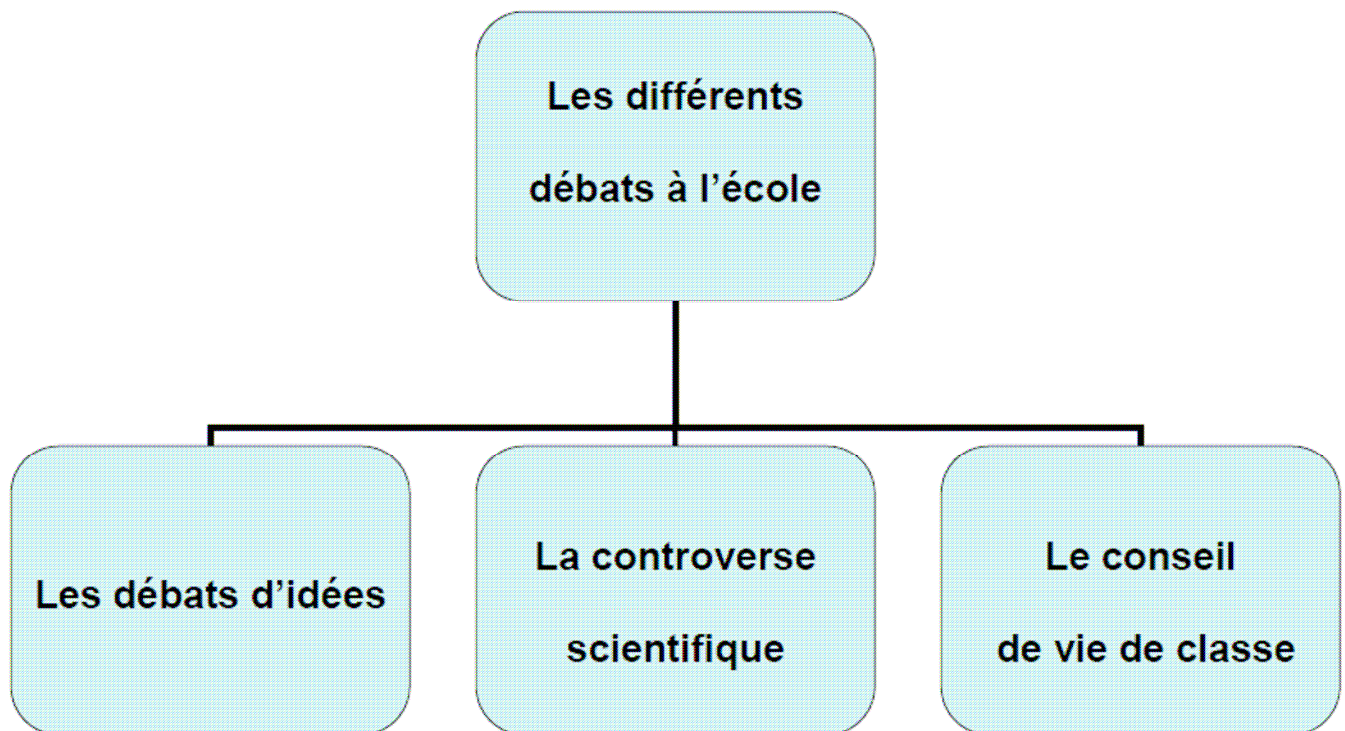 Les différents
débats à l’école
Les débats d’idées
La controverse
scientifique
Le conseil
de vie de classe